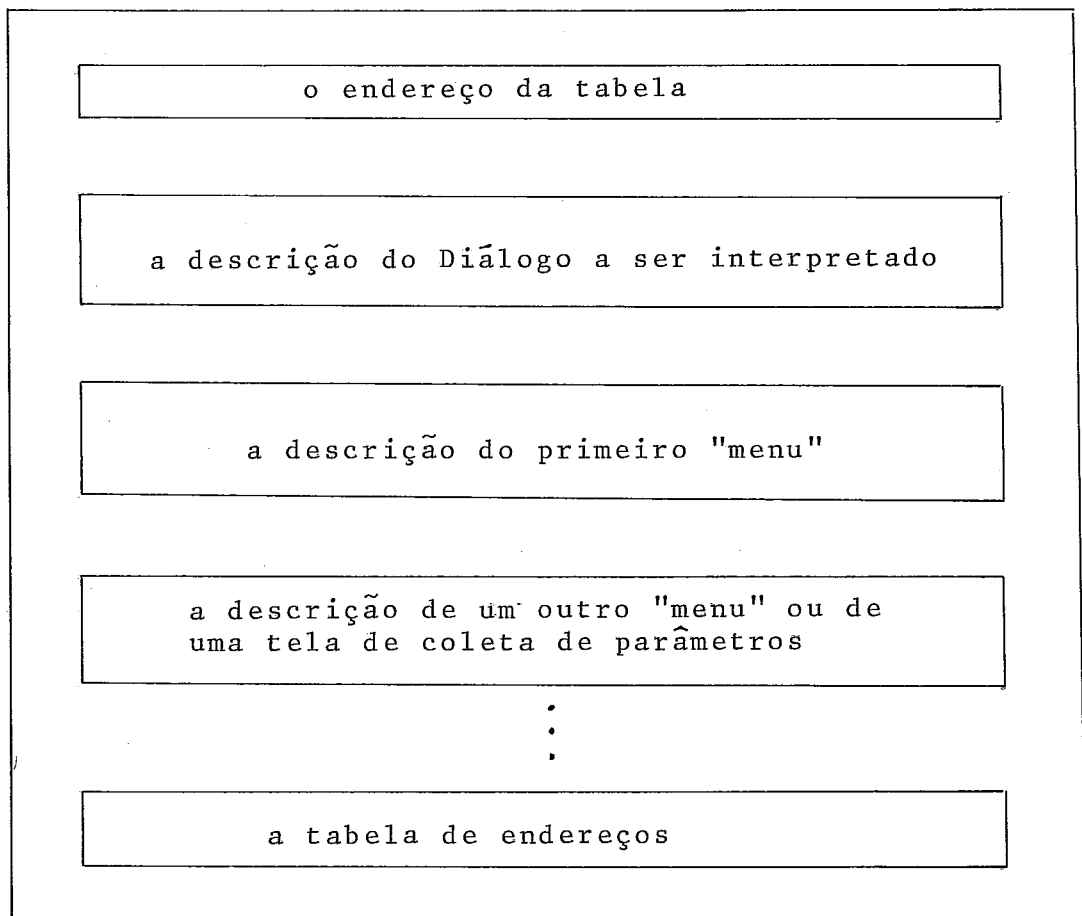 o endereço da tabela
a descrição do Diálogo a ser interpretado
a descrição do primeiro "menu"
a descrição de um outro "menu" ou de
uma tela de coleta de parâmetros
a tabela de endereços